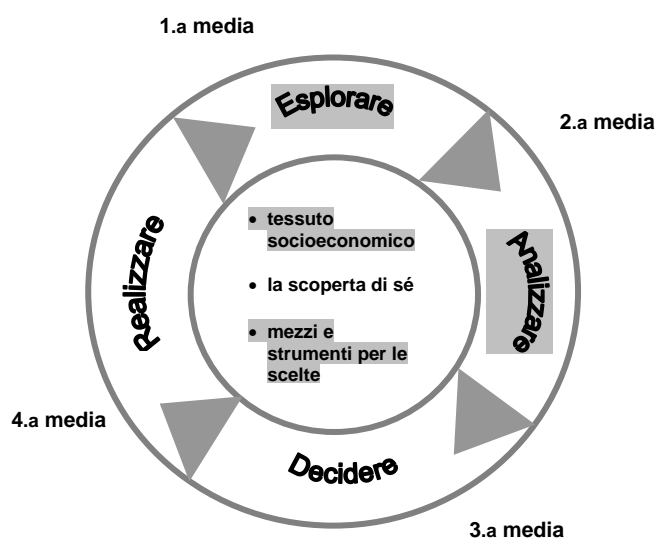 1.a media
Esplorare
2.a media
• tessuto
socioeconomico
Analizzare
Realizzare
• la scoperta di sé
• mezzi e
strumenti per le
scelte
4.a media
Decidere
3.a media